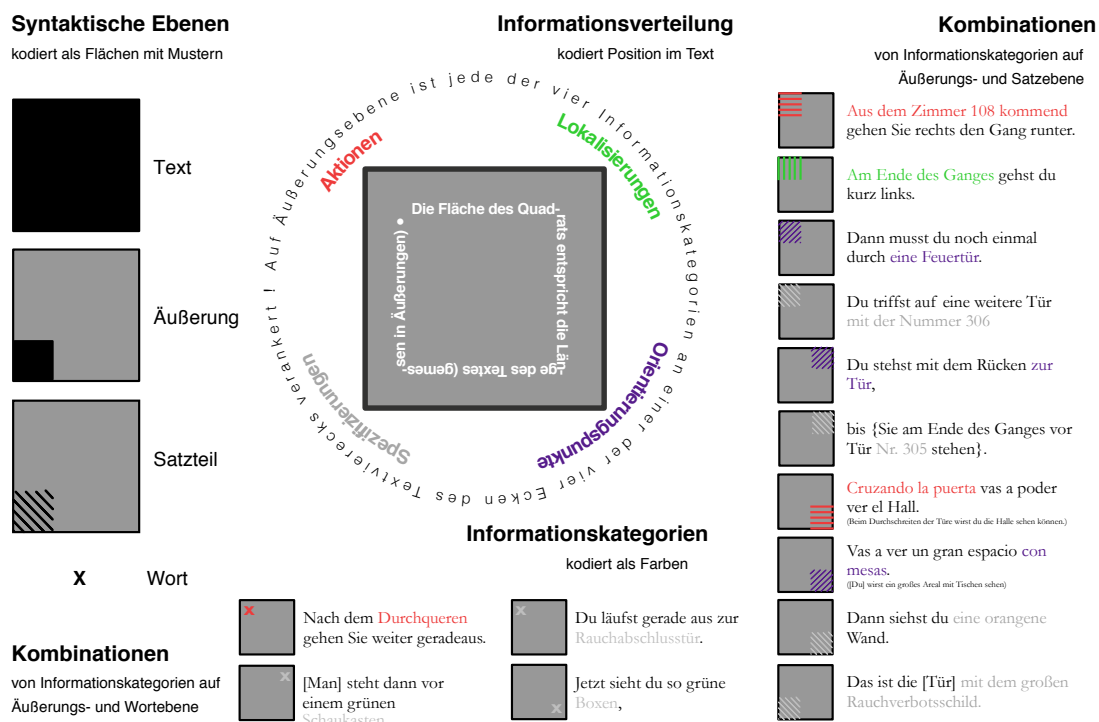 Syntaktische Ebenen
kodiert als Flächen mit Mustern
Text
Äußerung
Satzteil
x Wort
Informationsverteilung
kodiert Position im Text
Auf Äußerungsebene ist jede der vier Informationskategorien an einer der vier Ecken des Textvierecks verankert !
Aktionen
Lokalisierungen
Orientierungspunkte
Spezifizierungen
Die Fläche des Quad-
rats entspricht die Län-
ge des Textes (gemes-
sen in Äußerungen) •
Informationskategorien
kodiert als Farben
Kombinationen
von Informationskategorien auf
Äußerungs- und Satzebene
Aus dem Zimmer 108 kommend
gehen Sie rechts den Gang runter.
Am Ende des Ganges gehst du
kurz links.
Dann musst du noch einmal
durch eine Feuertür.
Du triffst auf eine weitere Tür
mit der Nummer 306
Du stehst mit dem Rücken zur
Tür,
bis {Sie am Ende des Ganges vor
Tür Nr. 305 stehen}.
Cruzando la puerta vas a poder
ver el Hall.
(Beim Durchschreiten der Türe wirst du die Halle sehen können.)
Vas a ver un gran espacio con
mesas.
([Du] wirst ein großes Areal mit Tischen sehen)
Dann siehst du eine orangene
Wand.
Das ist die [Tür] mit dem großen
Rauchverbotsschild.
Kombinationen
von Informationskategorien auf
Äußerungs- und Wortebene
x
Nach dem Durchqueren
gehen Sie weiter geradeaus.
x
[Man] steht dann vor
einem grünen
Schaukasten
x
Du läufst gerade aus zur
Rauchabschlusstür.
x
Jetzt sieht du so grüne
Boxen,